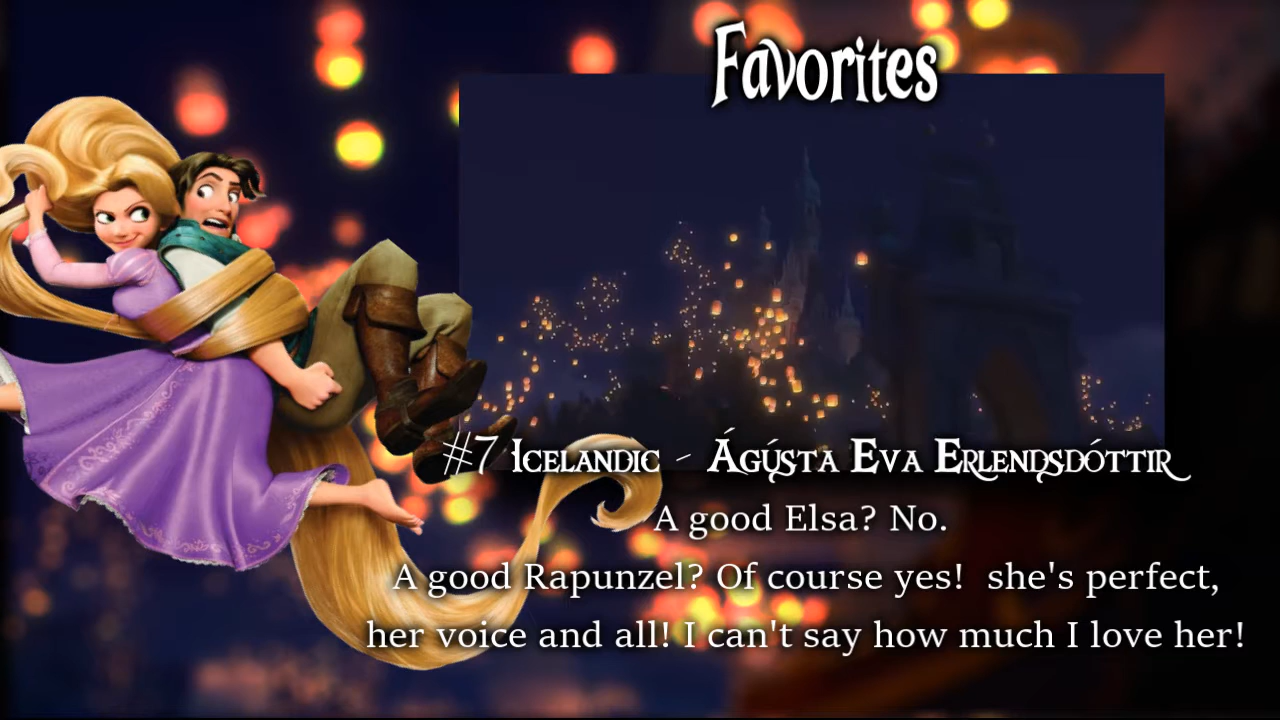 Favorites
#7 Icelandic - Ágústa Eva Erlendsdóttir
A good Elsa? No.
A good Rapunzel? Of course yes!  she's perfect,
her voice and all! I can't say how much I love her!